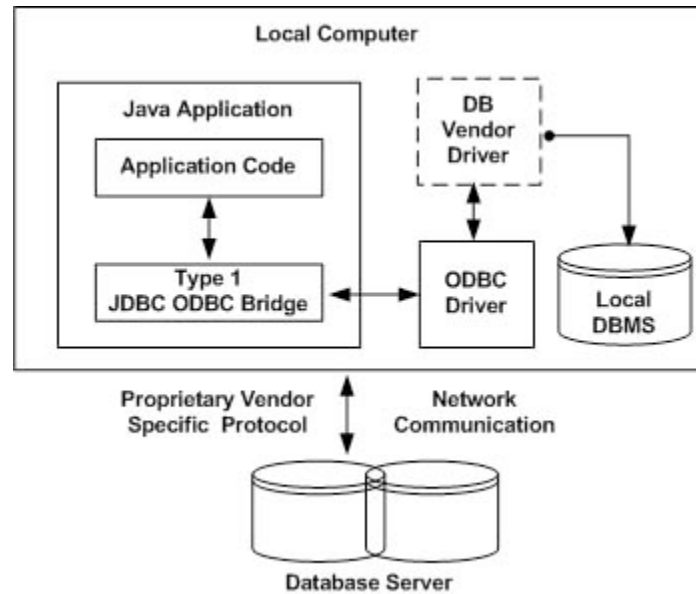 Local Computer
Java Application
Application Code
Type 1
JDBC ODBC Bridge
DB
Vendor
Driver
ODBC
Driver
Local
DBMS
Proprietary Vendor
Specific Protocol
Network
Communication
Database Server